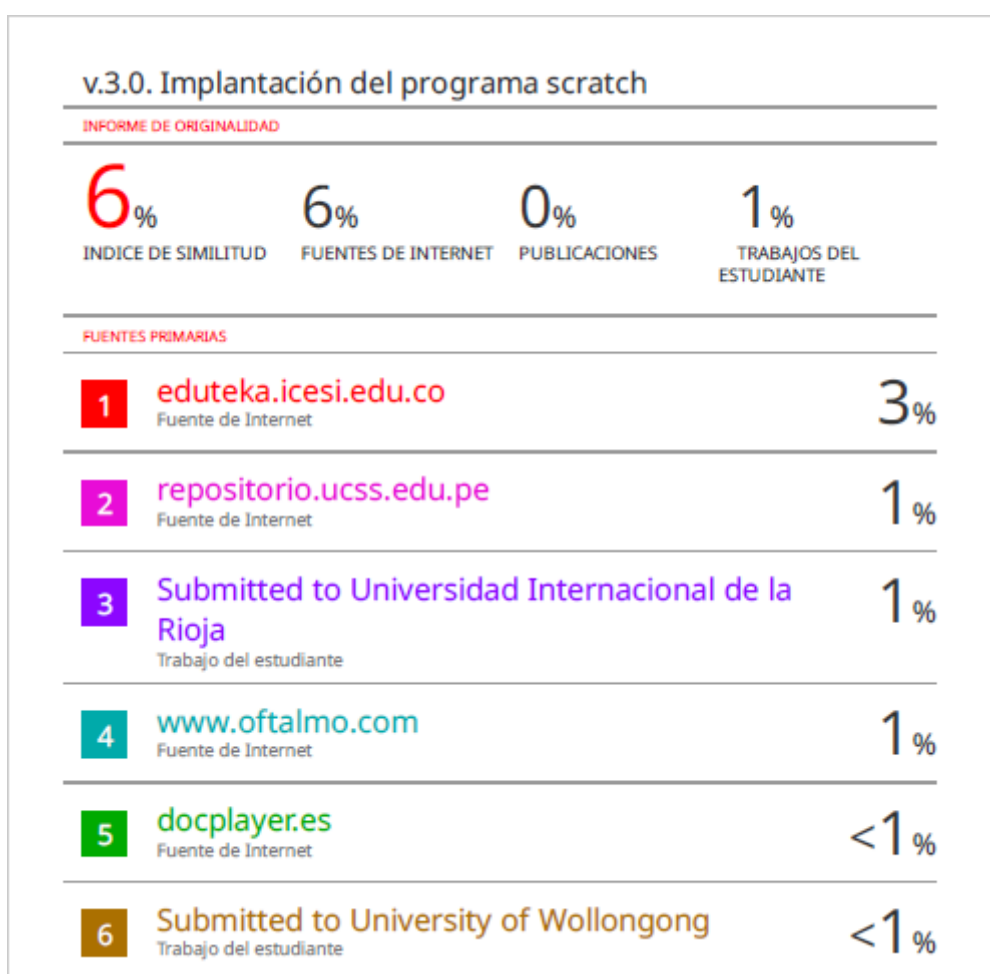 v.3.0. Implantación del programa scratch
INFORME DE ORIGINALIDAD
6%
6%
0%
1%
INDICE DE SIMILITUD
FUENTES DE INTERNET
PUBLICACIONES
TRABAJOS DEL
ESTUDIANTE
FUENTES PRIMARIAS
1
eduteka.icesi.edu.co
Fuente de Internet
3%
2
repositorio.ucss.edu.pe
Fuente de Internet
1%
3
Submitted to Universidad Internacional de la
Rioja
Trabajo del estudiante
1%
4
www.oftalmo.com
Fuente de Internet
1%
5
docplayer.es
Fuente de Internet
<1%
6
Submitted to University of Wollongong
Trabajo del estudiante
<1%